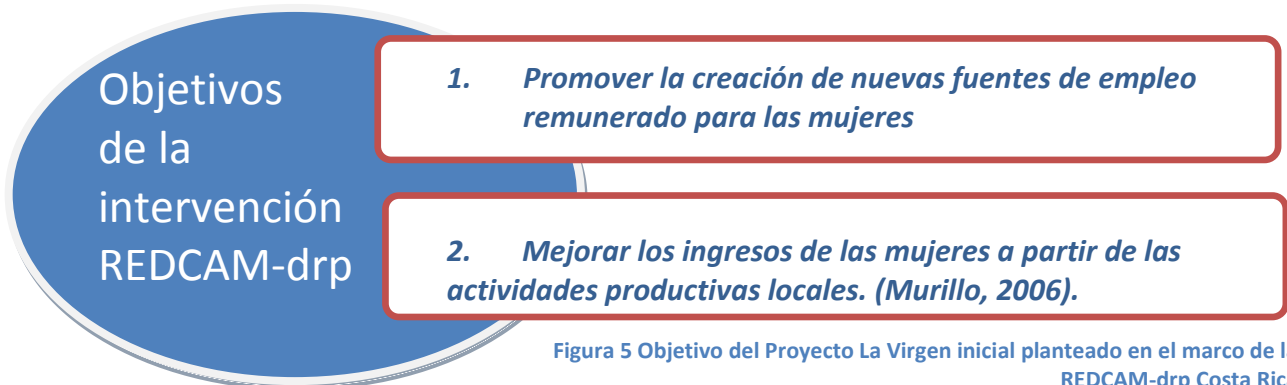 Objetivos
de la
intervención
REDCAM-drp
1. Promover la creación de nuevas fuentes de empleo
remunerado para las mujeres
2. Mejorar los ingresos de las mujeres a partir de las
actividades productivas locales. (Murillo, 2006).
Figura 5 Objetivo del Proyecto La Virgen inicial planteado en el marco de l
REDCAM-drp Costa Ric